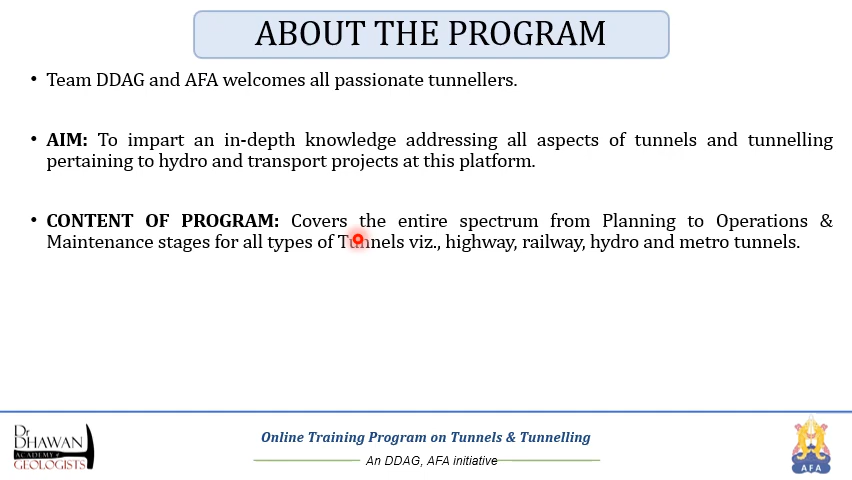 ABOUT THE PROGRAM
• Team DDAG and AFA welcomes all passionate tunnellers.
• AIM: To impart an in-depth knowledge addressing all aspects of tunnels and tunnelling
pertaining to hydro and transport projects at this platform.
• CONTENT OF PROGRAM: Covers the entire spectrum from Planning to Operations &
Maintenance stages for all types of Tunnels viz., highway, railway, hydro and metro tunnels.
Dr
DHAWAN
ACADEMY of
GEOLOGISTS
Online Training Program on Tunnels & Tunnelling
An DDAG, AFA initiative
AFA